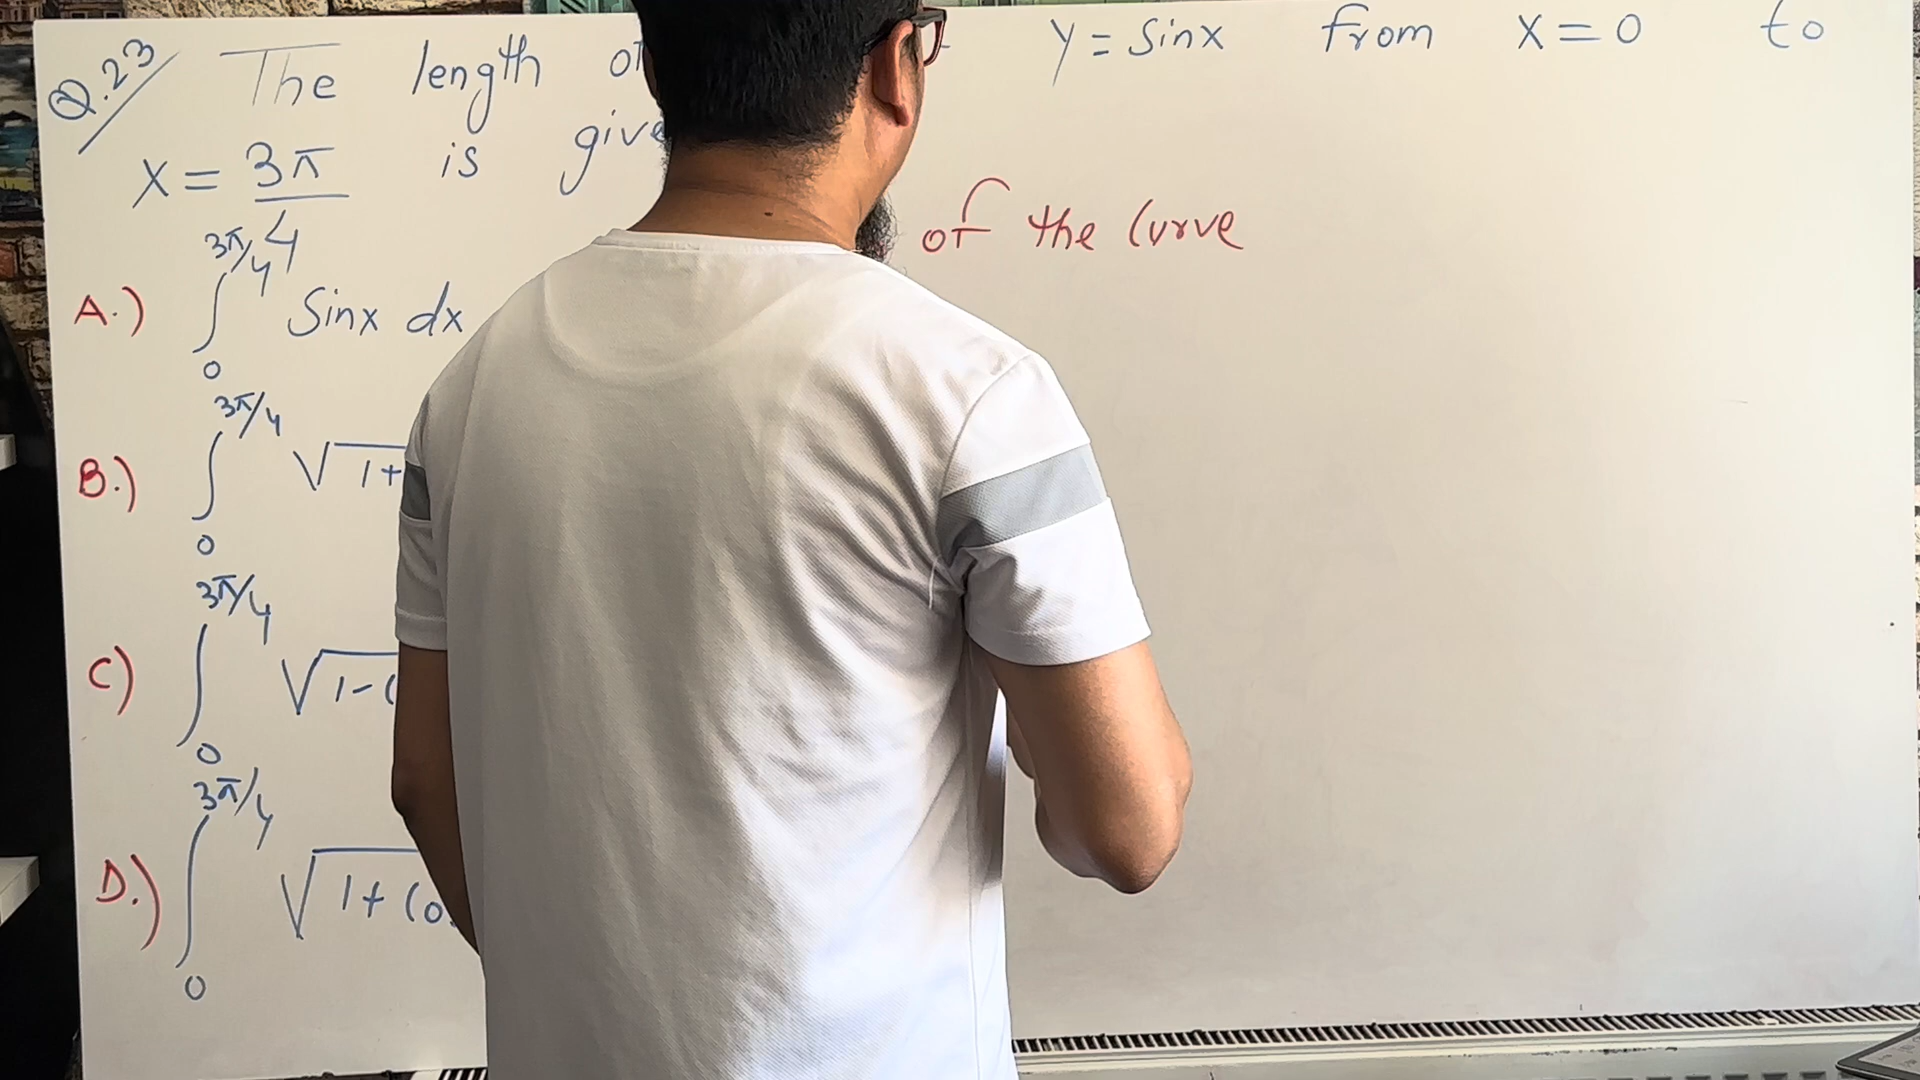 Q.23 The length of y = Sinx from x = 0 to
x = 3π/4 is give
of the Curve
A.) ∫₀^{3π/4} Sinx dx
B.) ∫₀^{3π/4} √1+
C) ∫₀^{3π/4} √1-(
D.) ∫₀^{3π/4} √1+ Co